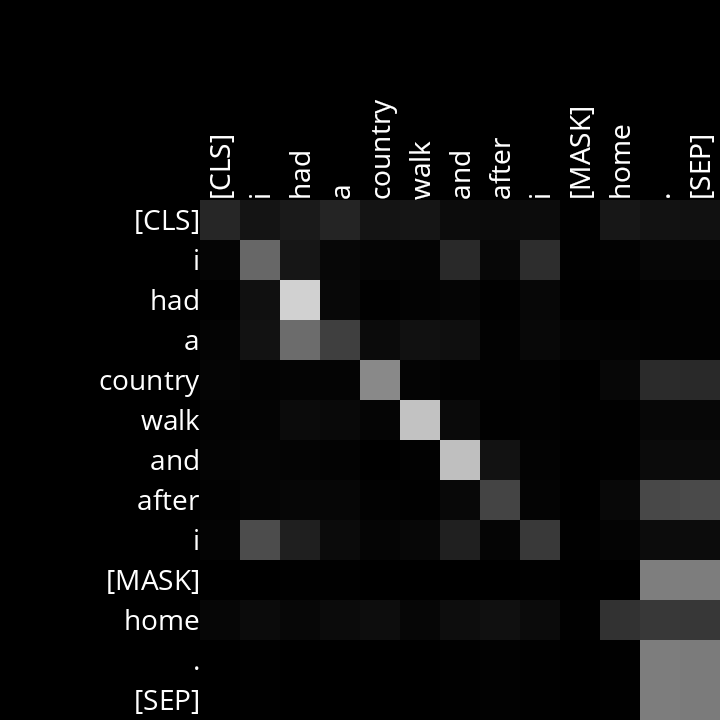 [CLS] i had a country walk and after i [MASK] home . [SEP]
[CLS]
i
had
a
country
walk
and
after
i
[MASK]
home
.
[SEP]